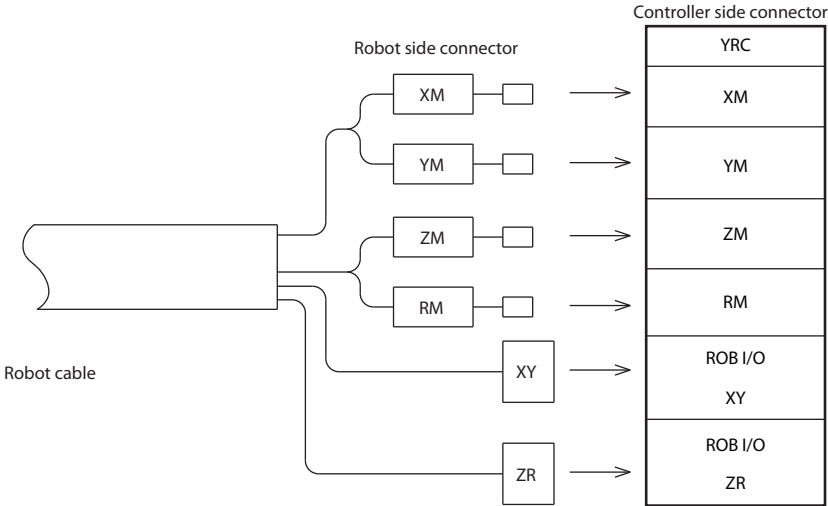 Controller side connector
YRC
Robot side connector
XM
XM
YM
YM
ZM
ZM
RM
RM
XY
ROB I/O
XY
Robot cable
ZR
ROB I/O
ZR